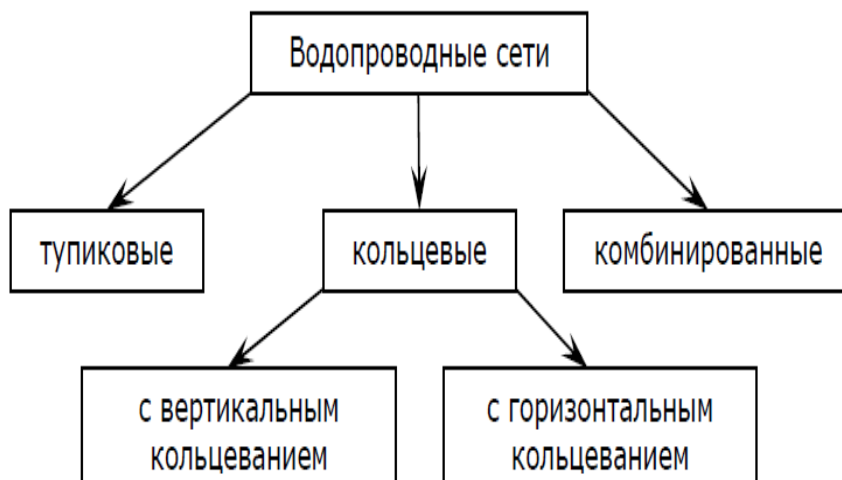 Водопроводные сети
тупиковые
кольцевые
комбинированные
с вертикальным
кольцеванием
с горизонтальным
кольцеванием